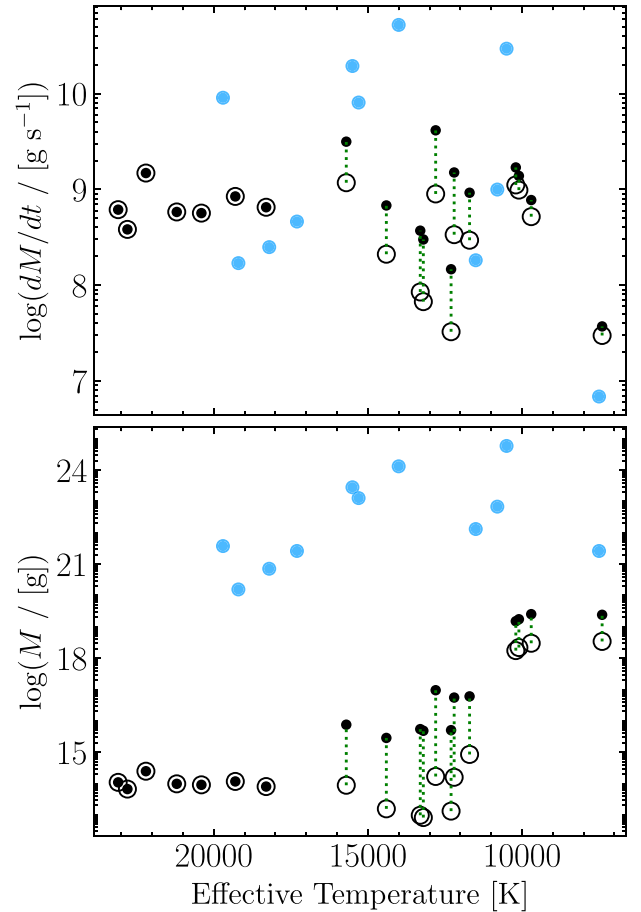 log(dM/dt / [g s⁻¹])
10
9
8
7
log(M / [g])
24
21
18
15
20000 15000 10000
Effective Temperature [K]